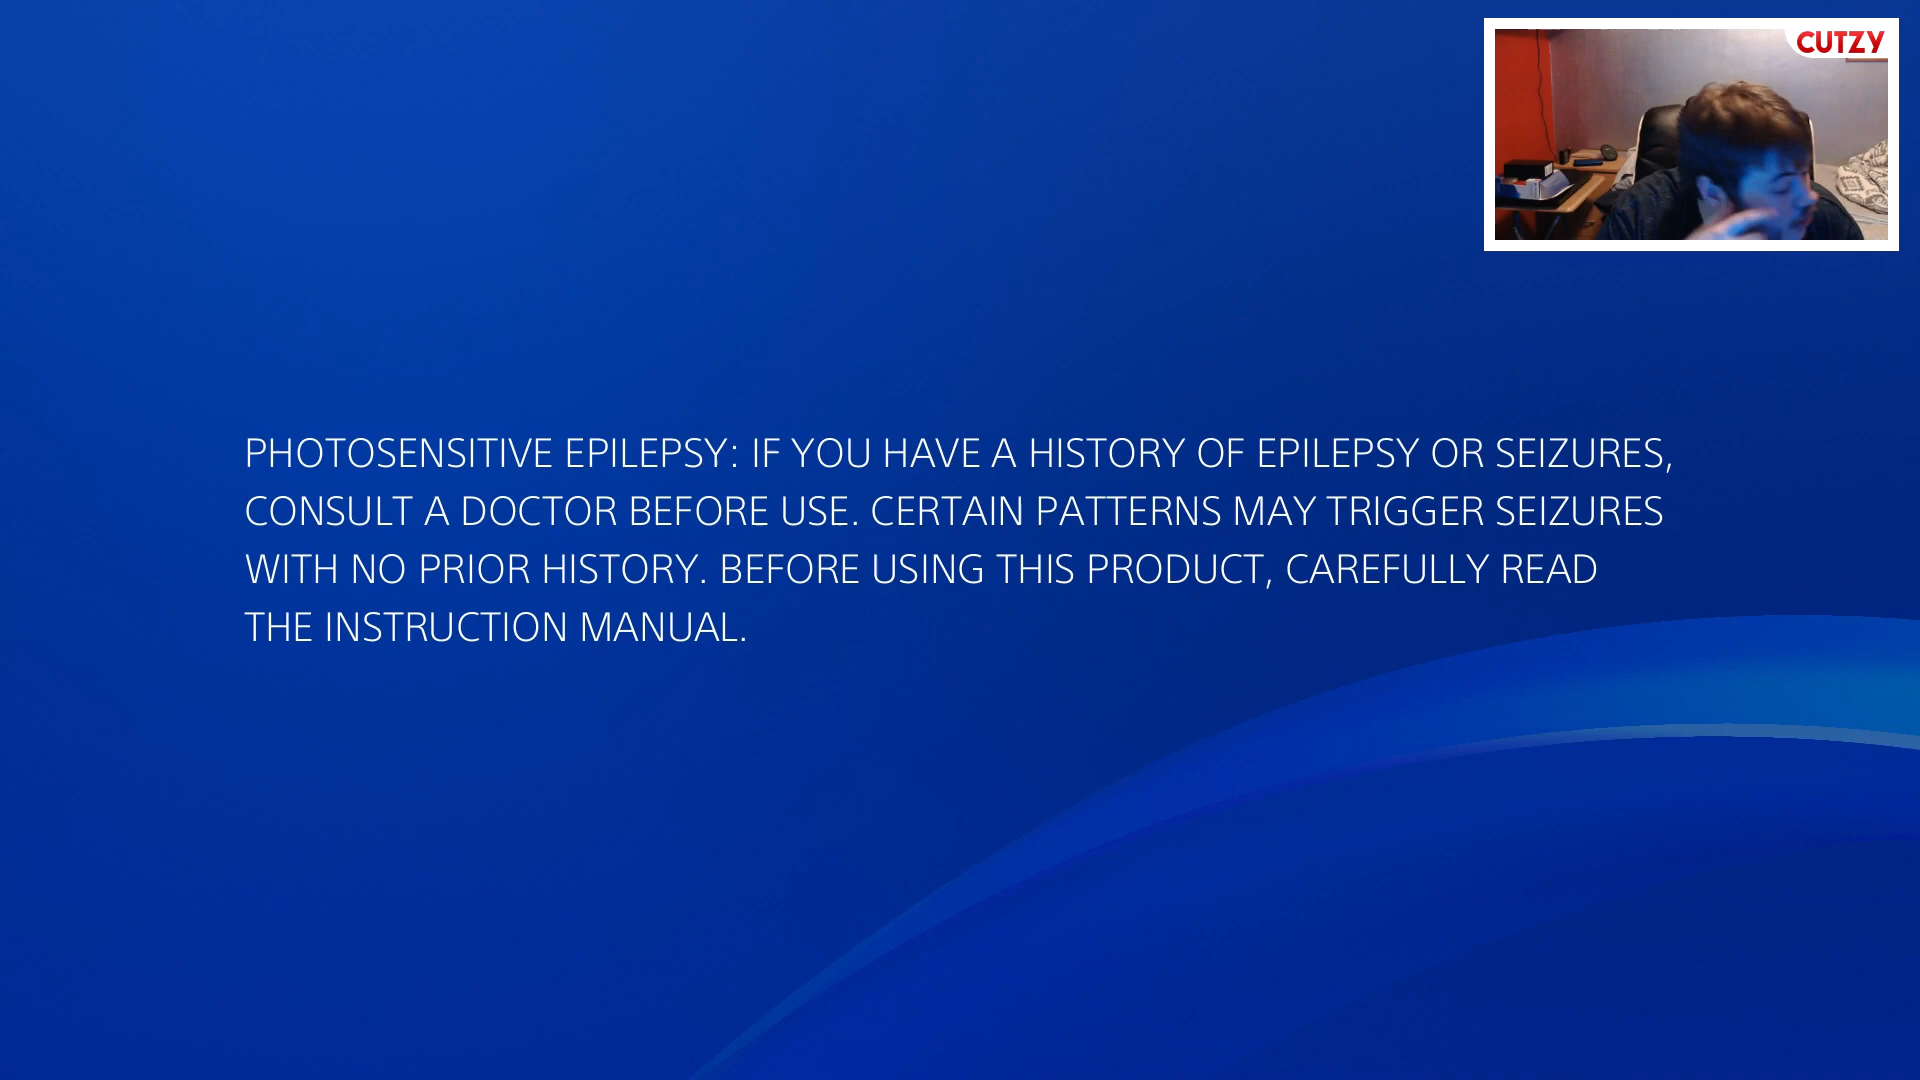 CUTZY
PHOTOSENSITIVE EPILEPSY: IF YOU HAVE A HISTORY OF EPILEPSY OR SEIZURES,
CONSULT A DOCTOR BEFORE USE. CERTAIN PATTERNS MAY TRIGGER SEIZURES
WITH NO PRIOR HISTORY. BEFORE USING THIS PRODUCT, CAREFULLY READ
THE INSTRUCTION MANUAL.